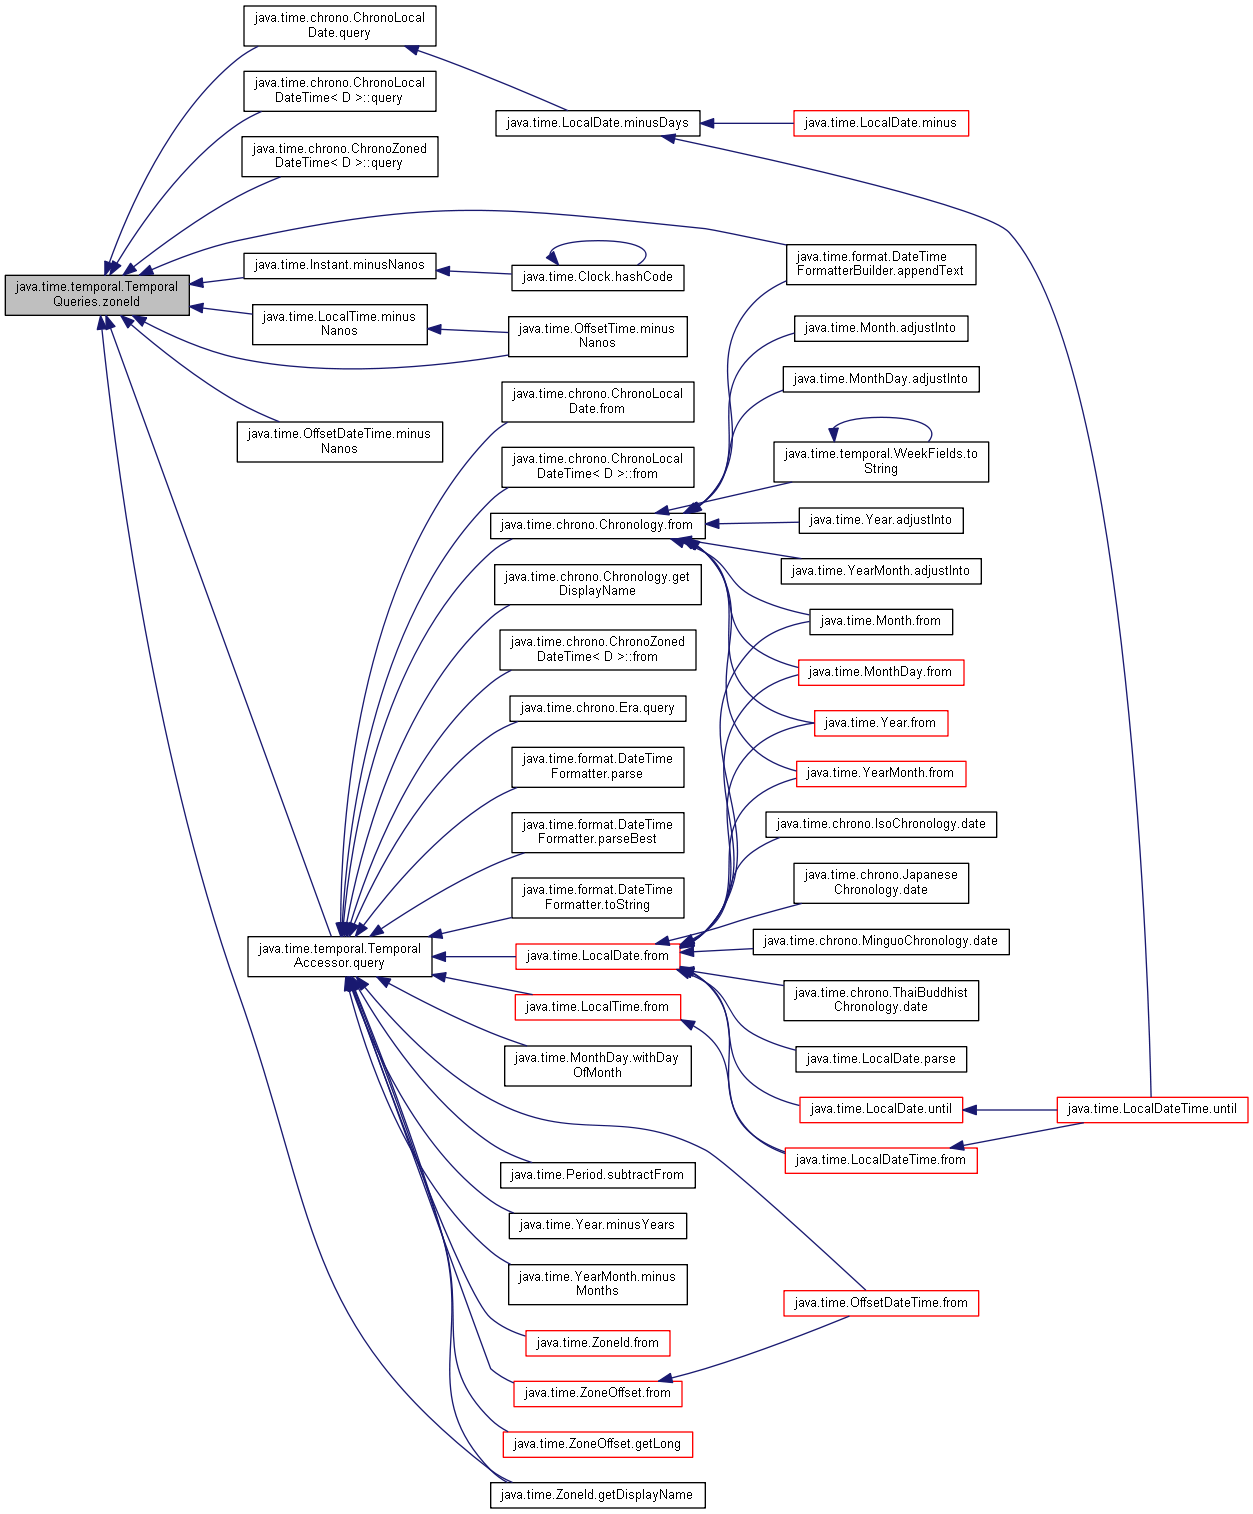 java.time.chrono.ChronoLocal
Date.query
java.time.chrono.ChronoLocal
DateTime< D >::query
java.time.chrono.ChronoZoned
DateTime< D >::query
java.time.temporal.Temporal
Queries.zoneId
java.time.Instant.minusNanos
java.time.LocalTime.minus
Nanos
java.time.OffsetDateTime.minus
Nanos
java.time.temporal.Temporal
Accessor.query
java.time.LocalDate.minusDays
java.time.Clock.hashCode
java.time.OffsetTime.minus
Nanos
java.time.chrono.ChronoLocal
Date.from
java.time.chrono.ChronoLocal
DateTime< D >::from
java.time.chrono.Chronology.from
java.time.chrono.Chronology.get
DisplayName
java.time.chrono.ChronoZoned
DateTime< D >::from
java.time.chrono.Era.query
java.time.format.DateTime
Formatter.parse
java.time.format.DateTime
Formatter.parseBest
java.time.format.DateTime
Formatter.toString
java.time.LocalDate.from
java.time.LocalTime.from
java.time.MonthDay.withDay
OfMonth
java.time.Period.subtractFrom
java.time.Year.minusYears
java.time.YearMonth.minus
Months
java.time.ZoneId.from
java.time.ZoneOffset.from
java.time.ZoneOffset.getLong
java.time.ZoneId.getDisplayName
java.time.LocalDate.minus
java.time.format.DateTime
FormatterBuilder.appendText
java.time.Month.adjustInto
java.time.MonthDay.adjustInto
java.time.temporal.WeekFields.to
String
java.time.Year.adjustInto
java.time.YearMonth.adjustInto
java.time.Month.from
java.time.MonthDay.from
java.time.Year.from
java.time.YearMonth.from
java.time.chrono.IsoChronology.date
java.time.chrono.Japanese
Chronology.date
java.time.chrono.MinguoChronology.date
java.time.chrono.ThaiBuddhist
Chronology.date
java.time.LocalDate.parse
java.time.LocalDate.until
java.time.LocalDateTime.from
java.time.OffsetDateTime.from
java.time.LocalDateTime.until